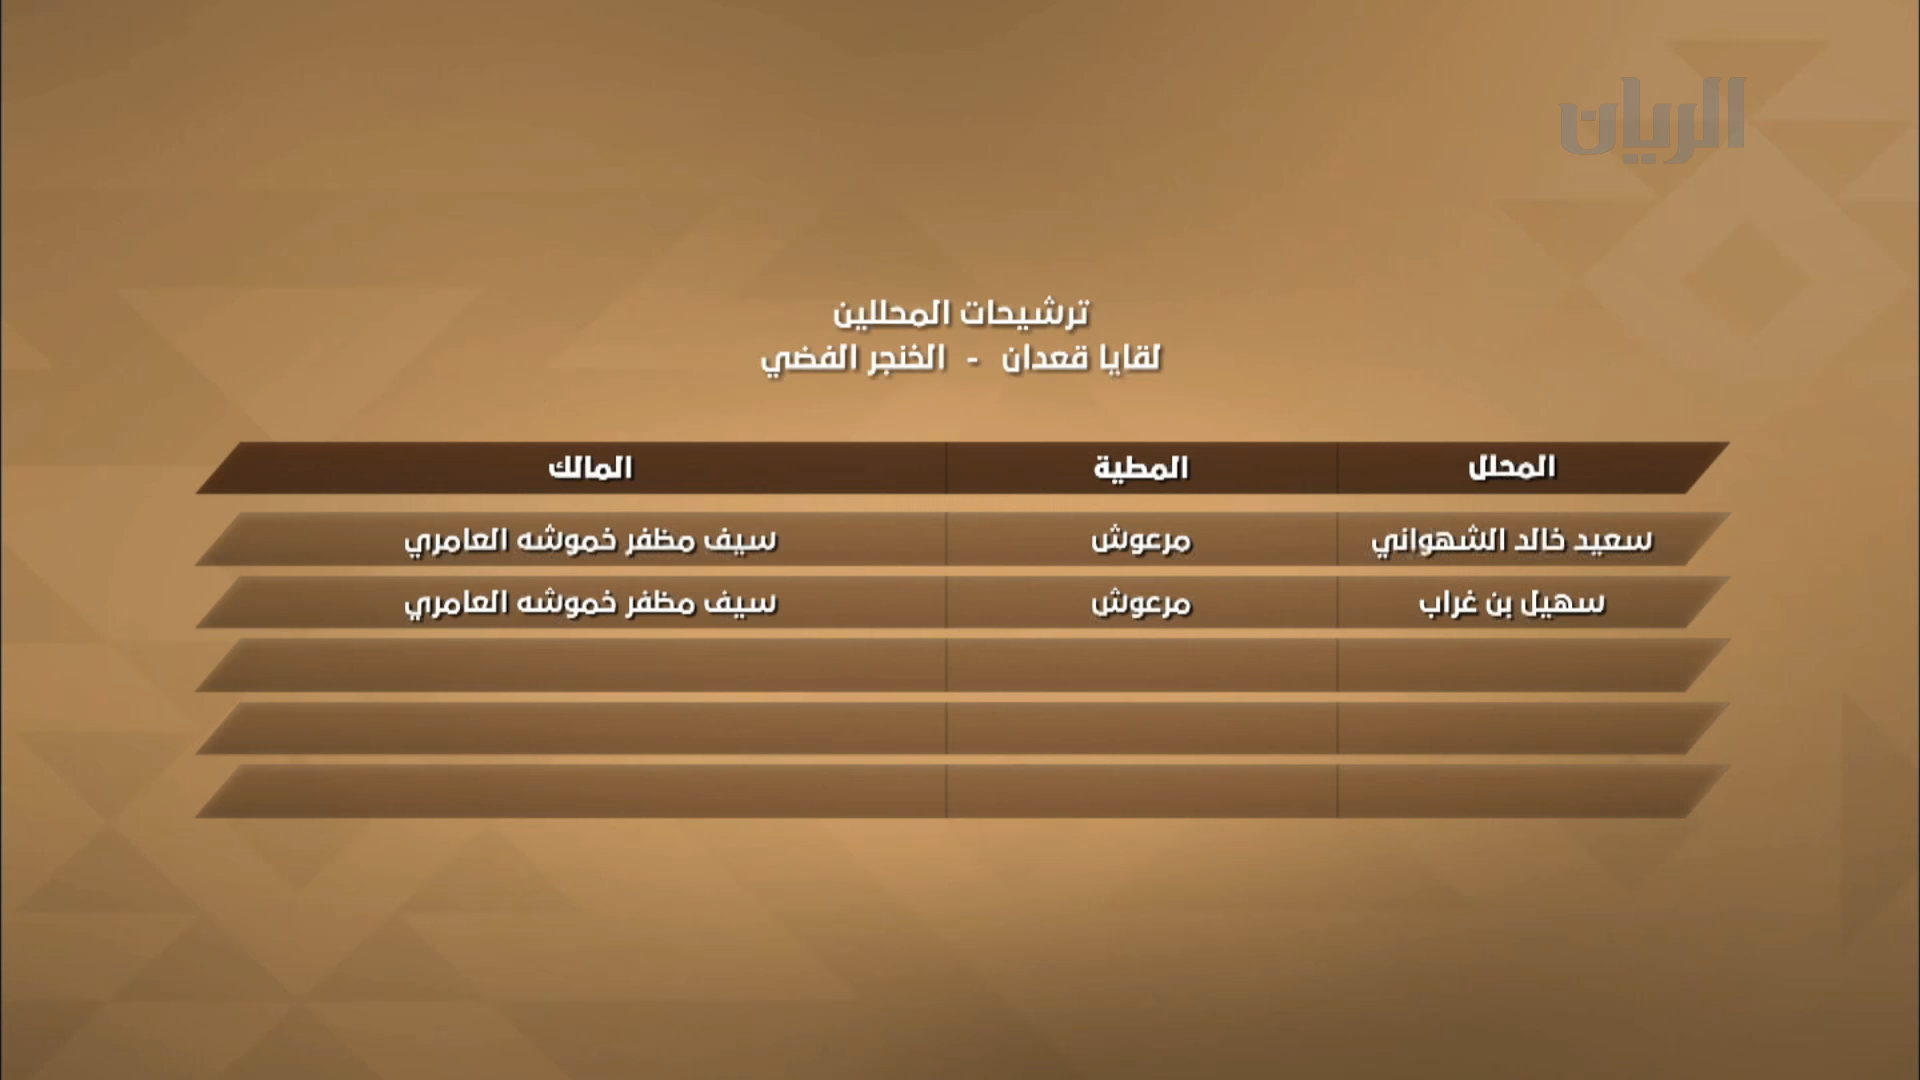 الريان
ترشيحات المحللين
لقايا قعدان - الخنجر الفضي
المحلل المطية المالك
سعيد خالد الشهواني مرعوش سيف مظفر خموشه العامري
سهيل بن غراب مرعوش سيف مظفر خموشه العامري